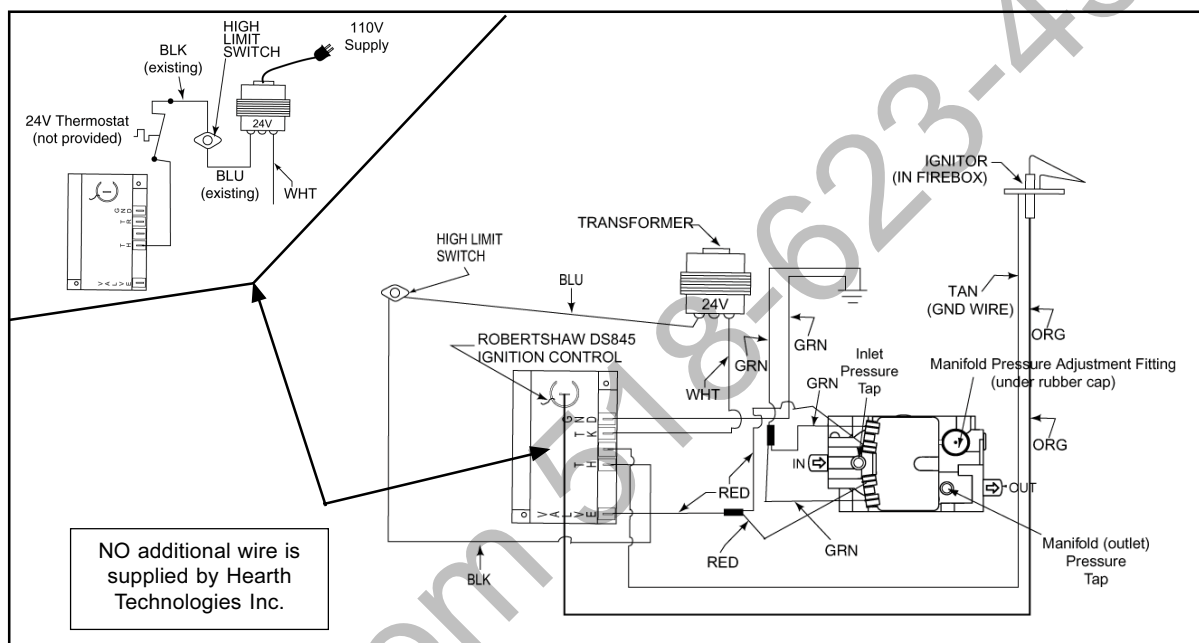 HIGH
LIMIT
SWITCH
110V
Supply
BLK
(existing)
24V Thermostat
(not provided)
24V
BLU
(existing)
WHT
GND
TR
TH
VALVE
IGNITOR
(IN FIREBOX)
TRANSFORMER
HIGH LIMIT
SWITCH
BLU
24V
TAN
(GND WIRE)
ORG
ROBERTSHAW DS845
IGNITION CONTROL
GRN
GRN
WHT
GRN
Inlet
Pressure
Tap
Manifold Pressure Adjustment Fitting
(under rubber cap)
GND
TK
TH
VALVE
ORG
IN
OUT
RED
RED
GRN
Manifold (outlet)
Pressure
Tap
BLK
NO additional wire is
supplied by Hearth
Technologies Inc.